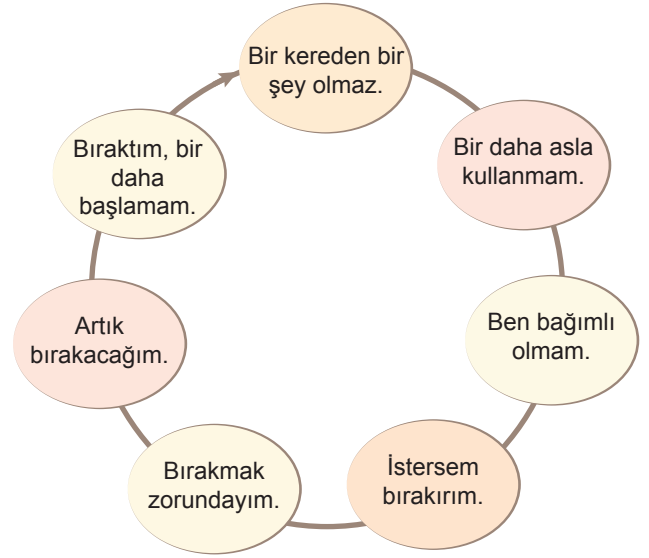 Bir kereden bir
şey olmaz.
Bir daha asla
kullanmam.
Ben bağımlı
olmam.
İstersem
bırakırım.
Bırakmak
zorundayım.
Artık
bırakacağım.
Bıraktım, bir
daha
başlamam.